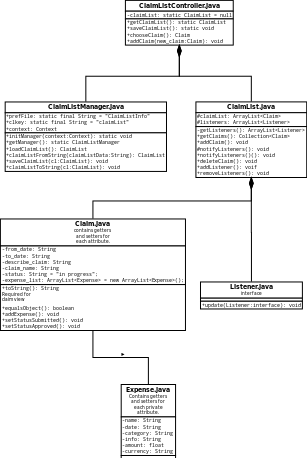 ClaimListController.java
-claimList: static ClaimList = null
*getClaimList(): static ClaimList
*saveClaimList(): static void
*chooseClaim(): Claim
*addClaim(new_claim:Claim): void
ClaimListManager.java
*prefFile: static final String = "ClaimListInfo"
*clkey: static final String = "claimList"
*context: Context
*initManager(context:Context): static void
*getManager(): static ClaimListManager
*loadClaimList(): ClaimList
*claimListFromString(claimListData:String): ClaimList
*saveClaimList(cl:ClaimList): void
*claimListToString(cl:ClaimList): void
ClaimList.java
#claimList: ArrayList<Claim>
#listeners: ArrayList<Listener>
-getListeners(): ArrayList<Listener>
*getClaims(): Collection<Claim>
*addClaim(): void
#notifyListeners(): void
*notifyListeners(): void
*deleteClaim(): void
*addListener(): void
*removeListeners(): void
Claim.java
contains getters
and setters for
each attribute.
-from_date: String
-to_date: String
-describe_claim: String
-claim_name: String
-status: String = "in progress";
-expense_list: ArrayList<Expense> = new ArrayList<Expense>();
*toString(): String
Required for
claim view
*equalsObject(): boolean
*addExpense(): void
*setStatusSubmitted(): void
*setStatusApproved(): void
Listener.java
interface
*update(Listener:interface): void
Expense.java
Contains getters
and setters for
each private
attribute.
-name: String
-date: String
-category: String
-info: String
-amount: float
-currency: String